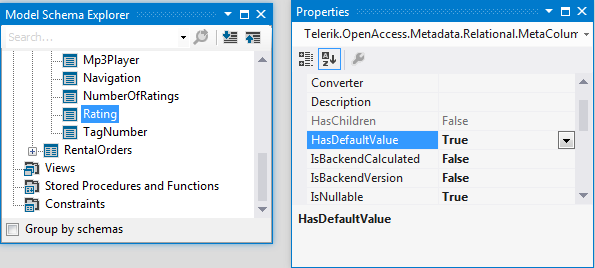 Model Schema Explorer
Search...
Mp3Player
Navigation
NumberOfRatings
Rating
TagNumber
RentalOrders
Views
Stored Procedures and Functions
Constraints
Group by schemas
Properties
Telerik.OpenAccess.Metadata.Relational.MetaColum
Converter
Description
HasChildren False
HasDefaultValue True
IsBackendCalculated False
IsBackendVersion False
IsNullable True
HasDefaultValue